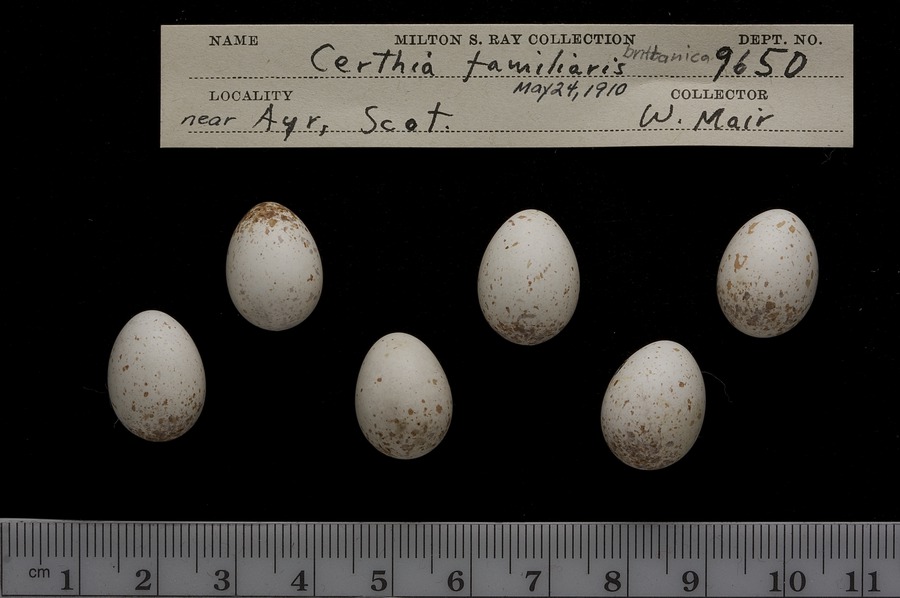 NAME MILTON S. RAY COLLECTION DEPT. NO.
Certhia familiaris brittanica 9650
LOCALITY May 24, 1910 COLLECTOR
near Ayr, Scot. W. Mair
cm 1 2 3 4 5 6 7 8 9 10 11